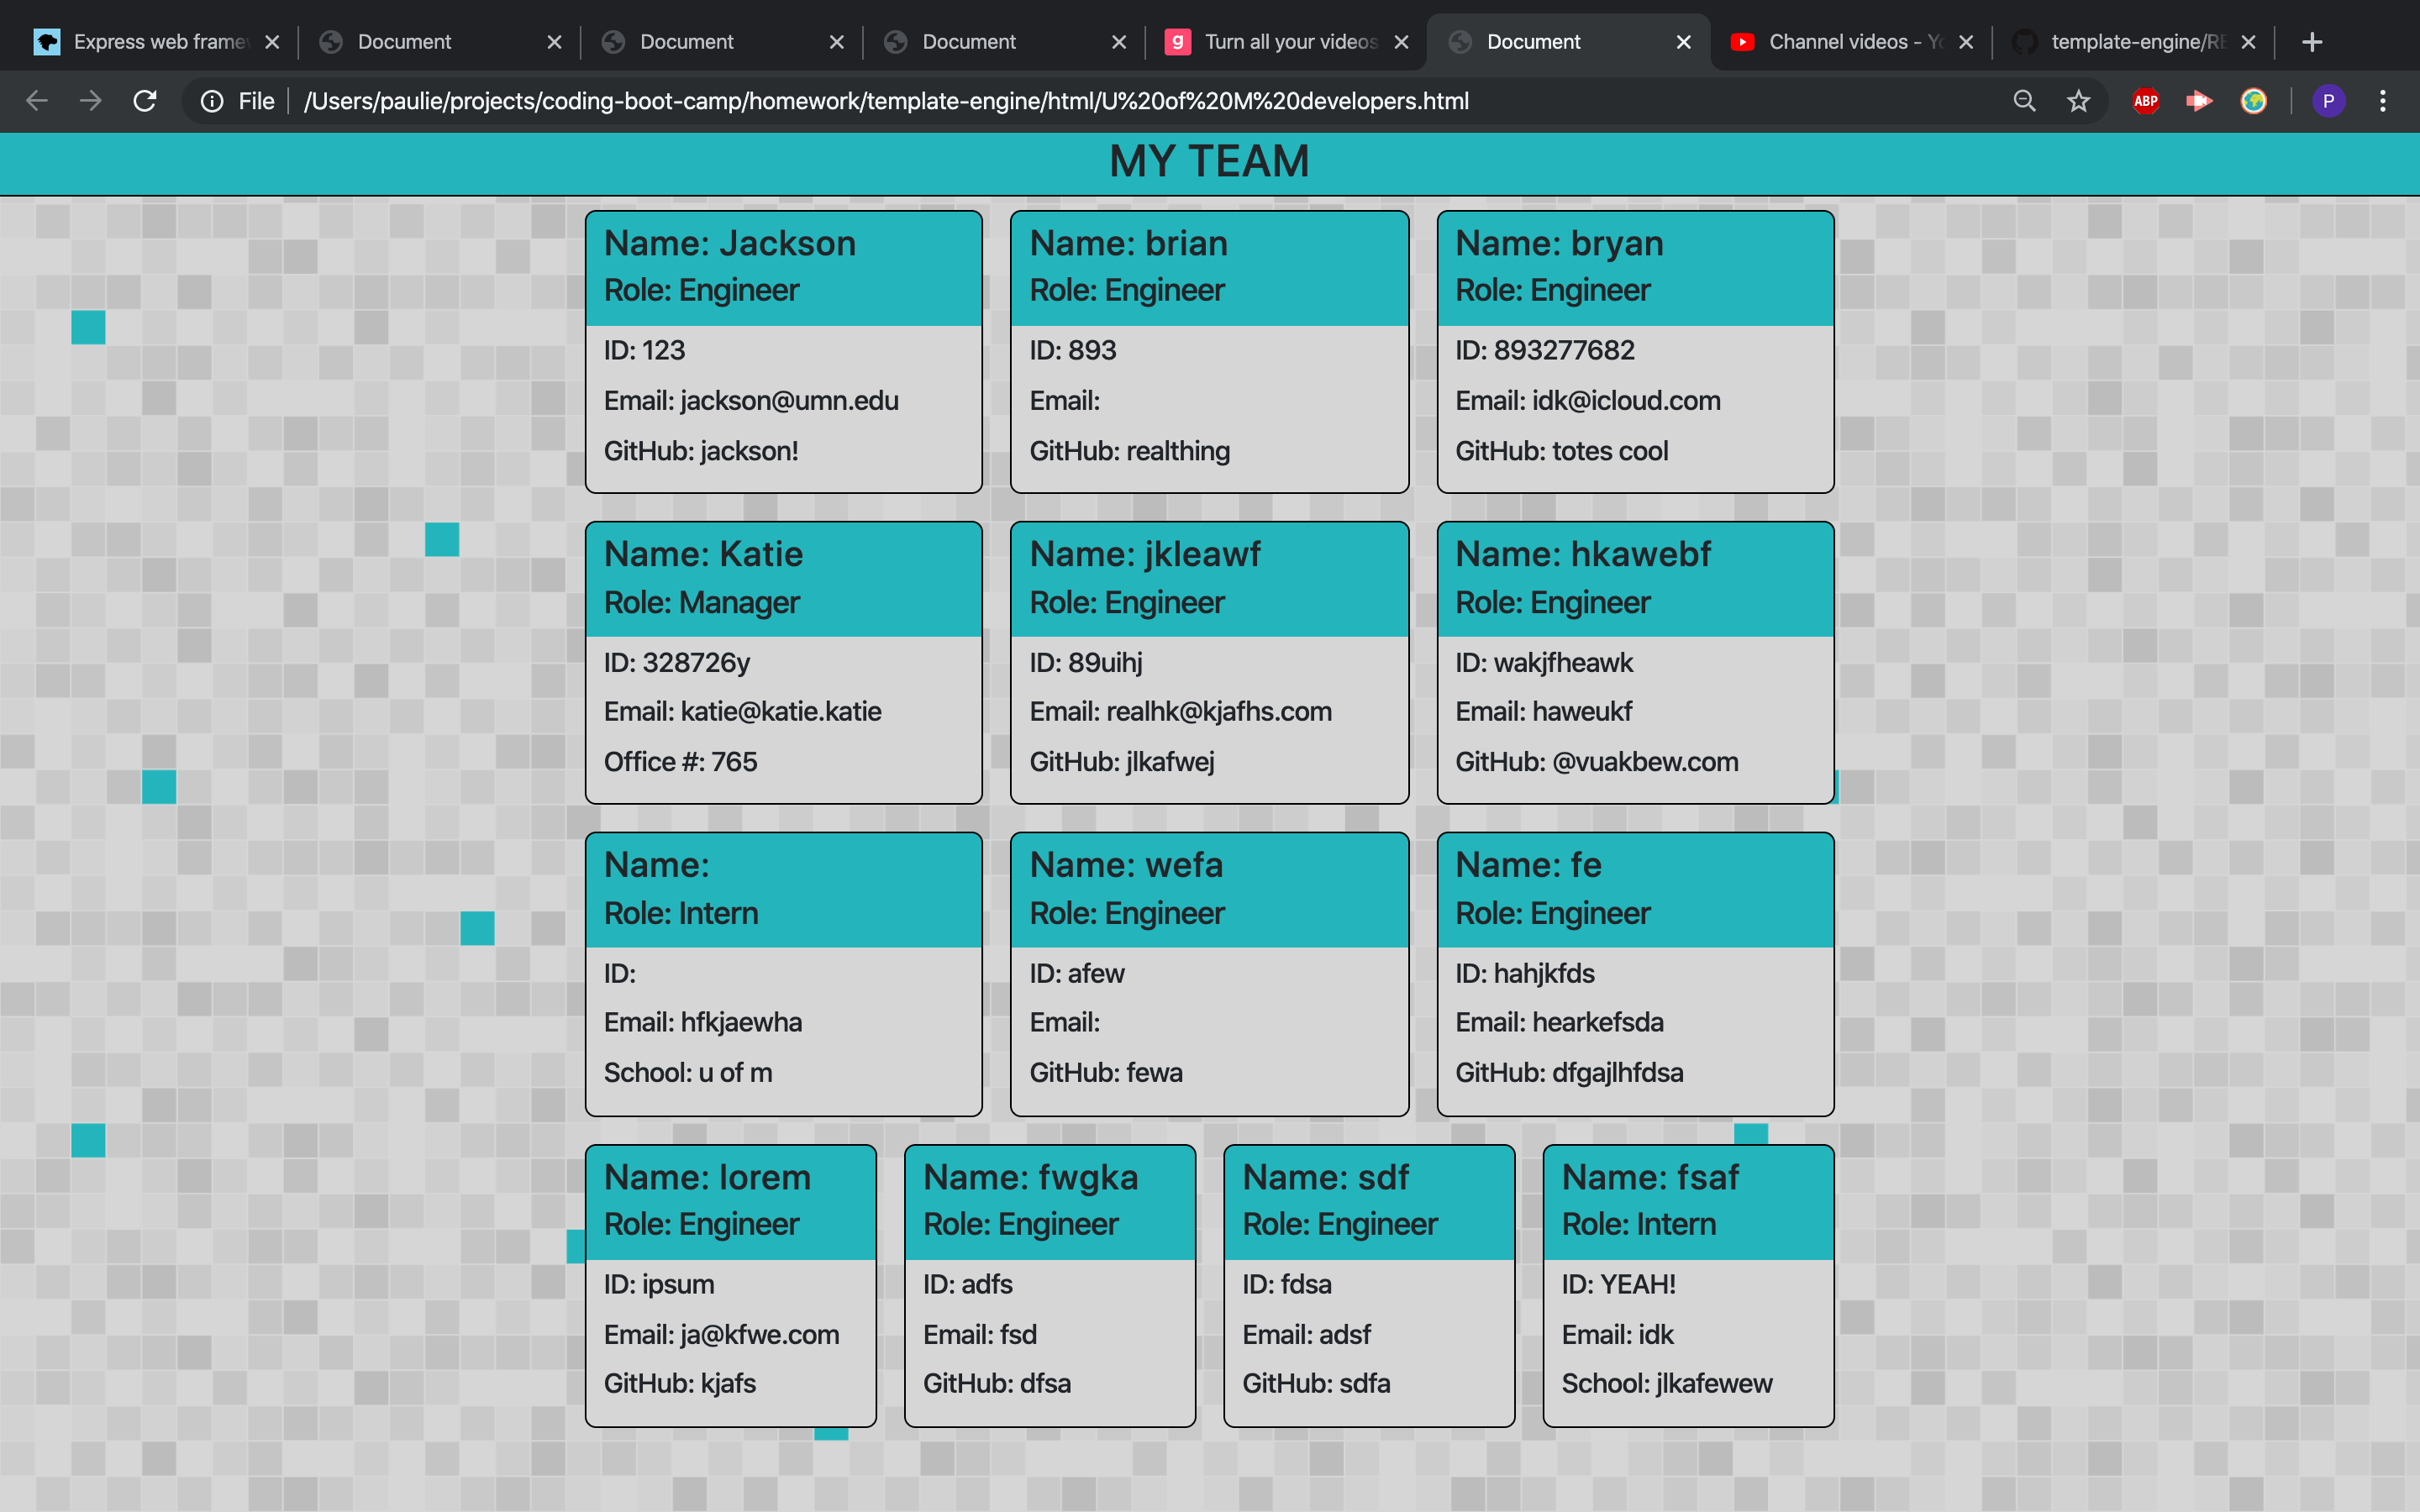 Express web frame
Document
Document
Document
g
Turn all your videos
Document
Channel videos - Yo
template-engine/RE
File
/Users/paulie/projects/coding-boot-camp/homework/template-engine/html/U%20of%20M%20developers.html
ABP
P
MY TEAM
Name: Jackson
Role: Engineer
ID: 123
Email: jackson@umn.edu
GitHub: jackson!
Name: brian
Role: Engineer
ID: 893
Email:
GitHub: realthing
Name: bryan
Role: Engineer
ID: 893277682
Email: idk@icloud.com
GitHub: totes cool
Name: Katie
Role: Manager
ID: 328726y
Email: katie@katie.katie
Office #: 765
Name: jkleawf
Role: Engineer
ID: 89uihj
Email: realhk@kjafhs.com
GitHub: jlkafwej
Name: hkawebf
Role: Engineer
ID: wakjfheawk
Email: haweukf
GitHub: @vuakbew.com
Name:
Role: Intern
ID:
Email: hfkjaewha
School: u of m
Name: wefa
Role: Engineer
ID: afew
Email:
GitHub: fewa
Name: fe
Role: Engineer
ID: hahjkfds
Email: hearkefsda
GitHub: dfgajlhfdsa
Name: lorem
Role: Engineer
ID: ipsum
Email: ja@kfwe.com
GitHub: kjafs
Name: fwgka
Role: Engineer
ID: adfs
Email: fsd
GitHub: dfsa
Name: sdf
Role: Engineer
ID: fdsa
Email: adsf
GitHub: sdfa
Name: fsaf
Role: Intern
ID: YEAH!
Email: idk
School: jlkafewew